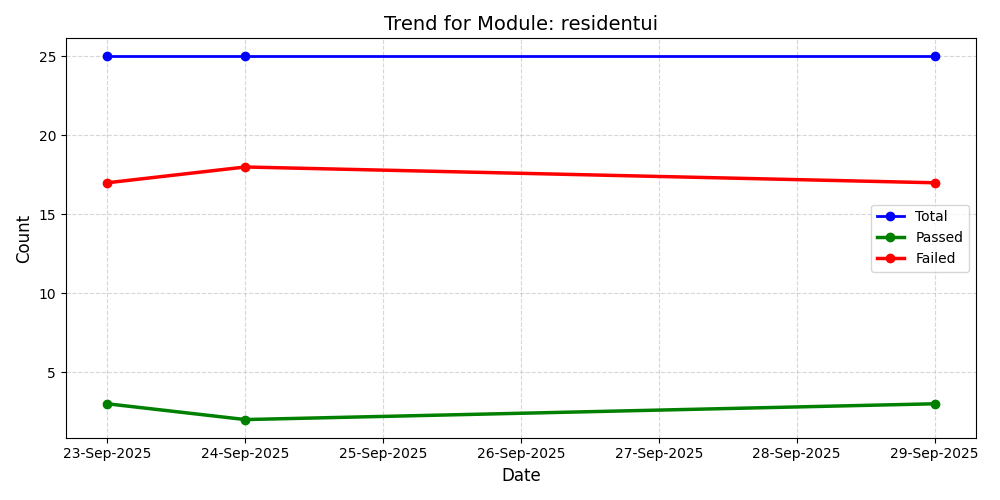 Trend for Module: residentui
Count
25
20
15
10
5
Total
Passed
Failed
23-Sep-2025 24-Sep-2025 25-Sep-2025 26-Sep-2025 27-Sep-2025 28-Sep-2025 29-Sep-2025
Date